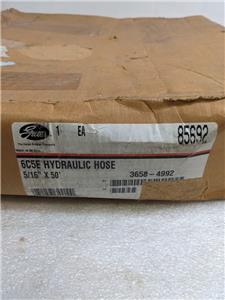 Gates
1 EA
85692
6C5E HYDRAULIC HOSE
5/16" X 50'
3658-4992